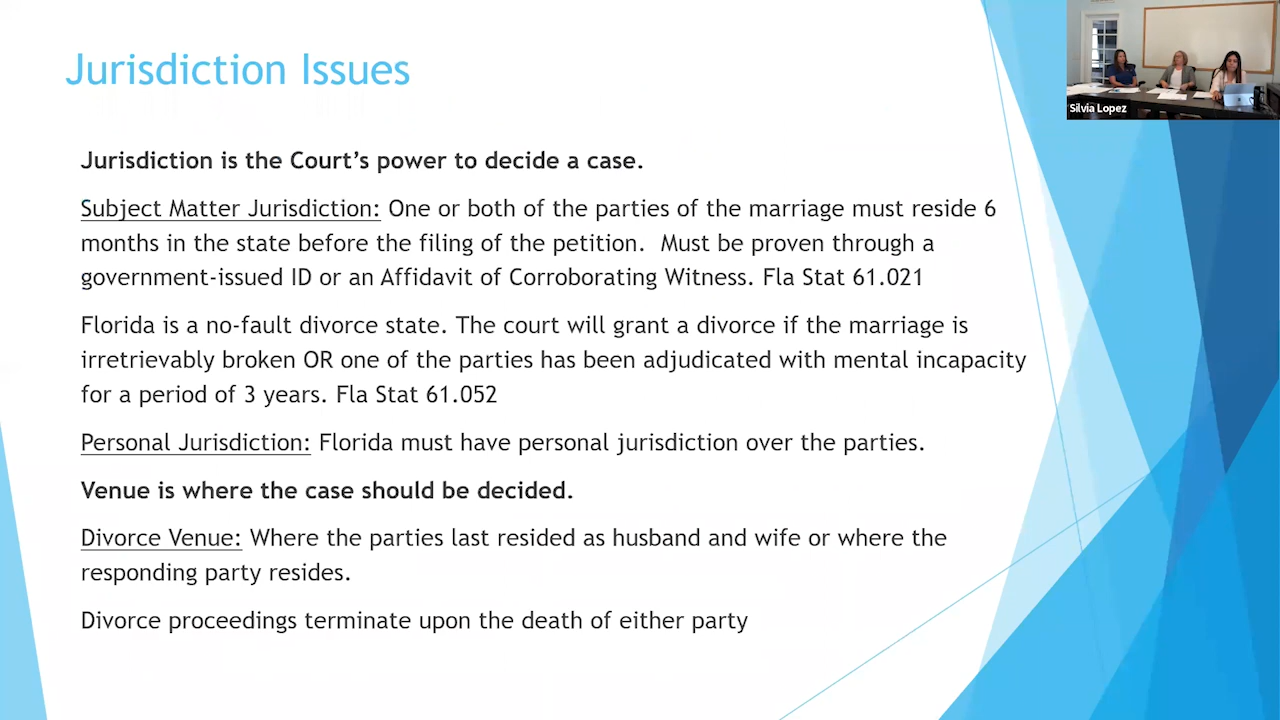 Jurisdiction Issues
Silvia Lopez
Jurisdiction is the Court’s power to decide a case.
Subject Matter Jurisdiction: One or both of the parties of the marriage must reside 6
months in the state before the filing of the petition.  Must be proven through a
government-issued ID or an Affidavit of Corroborating Witness. Fla Stat 61.021
Florida is a no-fault divorce state. The court will grant a divorce if the marriage is
irretrievably broken OR one of the parties has been adjudicated with mental incapacity
for a period of 3 years. Fla Stat 61.052
Personal Jurisdiction: Florida must have personal jurisdiction over the parties.
Venue is where the case should be decided.
Divorce Venue: Where the parties last resided as husband and wife or where the
responding party resides.
Divorce proceedings terminate upon the death of either party